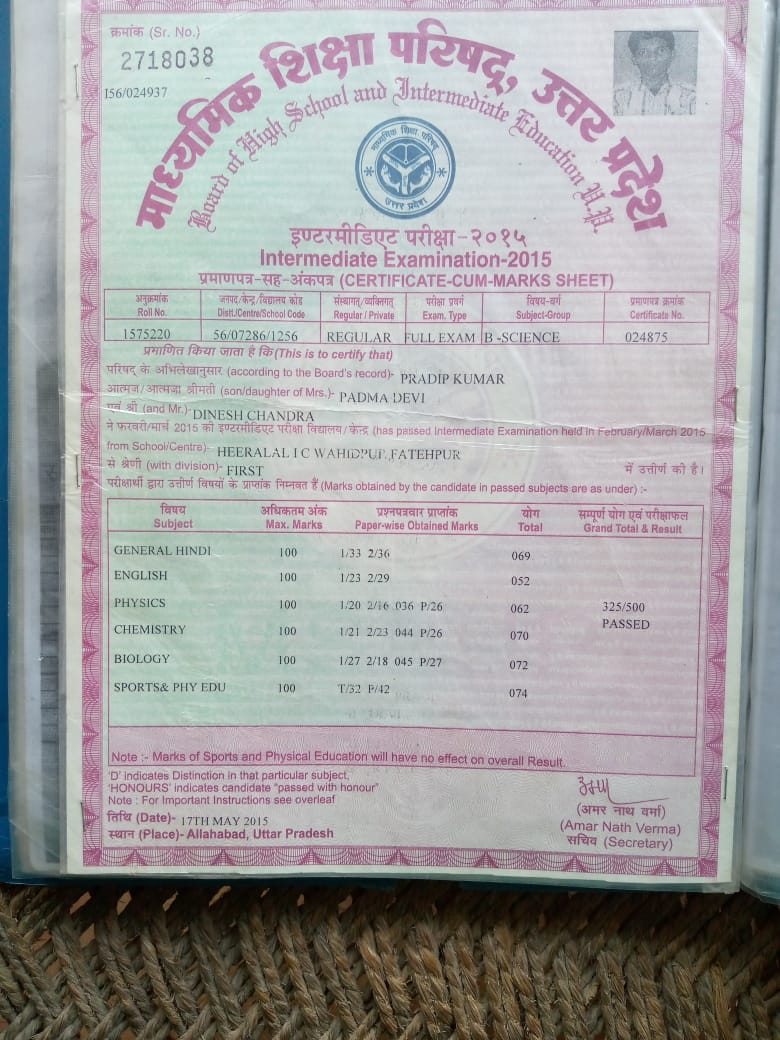 क्रमांक (Sr. No.)
2718038
I56/024937
माध्यमिक शिक्षा परिषद्, उत्तर प्रदेश
Board of High School and Intermediate Education U.P.
माध्यमिक शिक्षा परिषद्
उत्तर प्रदेश
इण्टरमीडिएट परीक्षा-२०१५
Intermediate Examination-2015
प्रमाणपत्र-सह-अंकपत्र (CERTIFICATE-CUM-MARKS SHEET)
अनुक्रमांक जनपद/केन्द्र/विद्यालय कोड संस्थागत/व्यक्तिगत परीक्षा प्रवर्ग विषय-वर्ग प्रमाणपत्र क्रमांक
Roll No. Distt./Centre/School Code Regular / Private Exam. Type Subject-Group Certificate No.
1575220 56/07286/1256 REGULAR FULL EXAM B -SCIENCE 024875
प्रमाणित किया जाता है कि (This is to certify that)
परिषद् के अभिलेखानुसार (according to the Board's record)- PRADIP KUMAR
आत्मज/आत्मजा श्रीमती (son/daughter of Mrs.)- PADMA DEVI
एवं श्री (and Mr.)- DINESH CHANDRA
ने फरवरी/मार्च 2015 की इण्टरमीडिएट परीक्षा विद्यालय/केन्द्र (has passed Intermediate Examination held in February/March 2015
from School/Centre)- HEERALAL I C WAHIDPUR,FATEHPUR
से श्रेणी (with division)- FIRST में उत्तीर्ण की है।
परीक्षार्थी द्वारा उत्तीर्ण विषयों के प्राप्तांक निम्नवत हैं (Marks obtained by the candidate in passed subjects are as under) :-
विषय अधिकतम अंक प्रश्नपत्रवार प्राप्तांक योग सम्पूर्ण योग एवं परीक्षाफल
Subject Max. Marks Paper-wise Obtained Marks Total Grand Total & Result
GENERAL HINDI 100 1/33 2/36 069
ENGLISH 100 1/23 2/29 052
PHYSICS 100 1/20 2/16 036 P/26 062 325/500
PASSED
CHEMISTRY 100 1/21 2/23 044 P/26 070
BIOLOGY 100 1/27 2/18 045 P/27 072
SPORTS& PHY EDU 100 T/32 P/42 074
Note :- Marks of Sports and Physical Education will have no effect on overall Result.
'D' indicates Distinction in that particular subject,
'HONOURS' indicates candidate "passed with honour"
Note : For Important Instructions see overleaf
तिथि (Date)- 17TH MAY 2015
स्थान (Place)- Allahabad, Uttar Pradesh
(अमर नाथ वर्मा)
(Amar Nath Verma)
सचिव (Secretary)